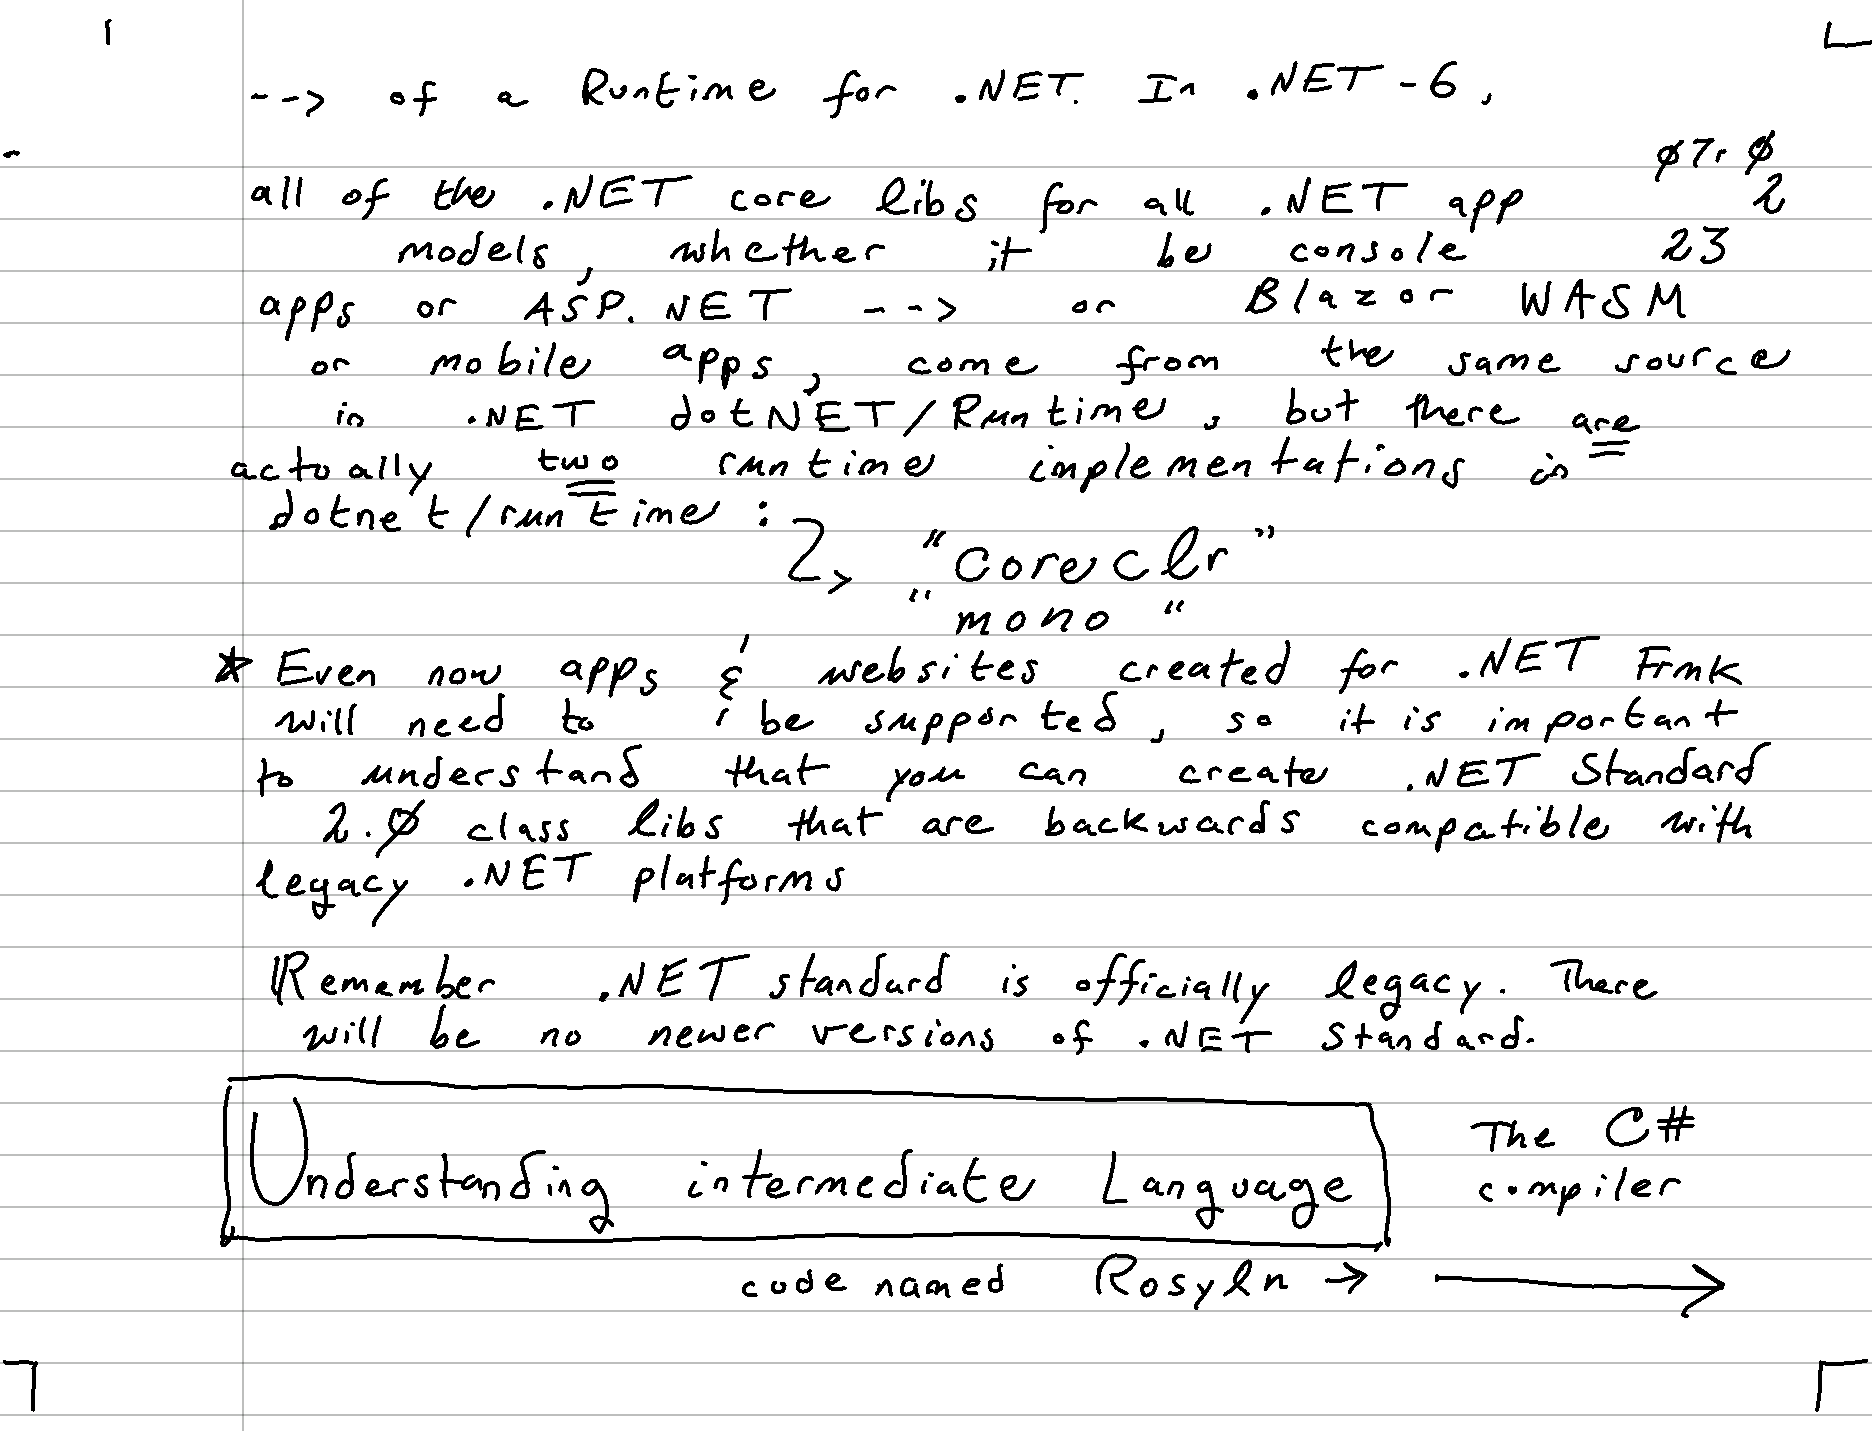 --> of a Runtime for .NET. In .NET-6,
07. 0
2
23
all of the .NET core libs for all .NET app
models, whether it be console
apps or ASP.NET --> or Blazor WASM
or mobile apps, come from the same source
in .NET dotNET/Runtime, but there are
actually two runtime implementations in
dotnet/runtime:
"coreclr"
"mono"
* Even now apps & websites created for .NET Frmk
will need to be supported, so it is important
to understand that you can create .NET Standard
2.0 class libs that are backwards compatible with
legacy .NET platforms
Remember .NET standard is officially legacy. There
will be no newer versions of .NET Standard.
Understanding intermediate Language
The C#
compiler
code named Rosyln → →